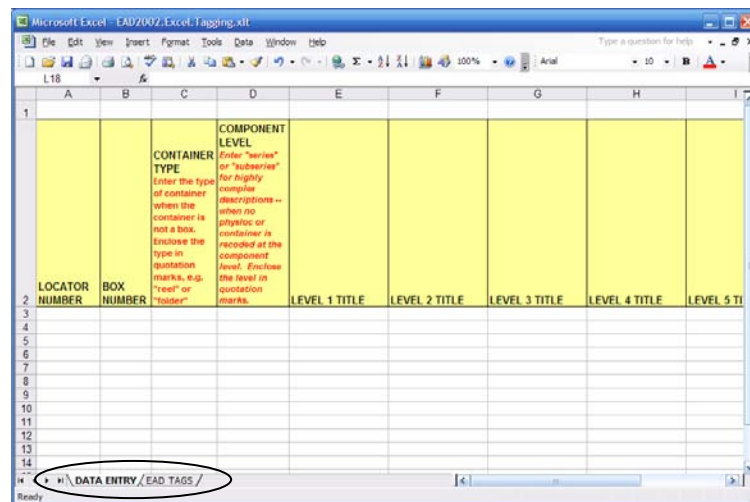 Microsoft Excel - EAD2002.Excel.Tagging.xlt
File Edit View Insert Format Tools Data Window Help
Type a question for help
100%
Arial
10
B
A
L18
fx
A B C D E F G H I
1
2
LOCATOR
NUMBER
BOX
NUMBER
CONTAINER
TYPE
Enter the type
of container
when the
container is
not a box.
Enclose the
type in
quotation
marks, e.g.
"reel" or
"folder"
COMPONENT
LEVEL
Enter "series"
or "subseries"
for highly
complex
descriptions --
when no
physloc or
container is
recoded at the
component
level. Enclose
the level in
quotation
marks.
LEVEL 1 TITLE
LEVEL 2 TITLE
LEVEL 3 TITLE
LEVEL 4 TITLE
LEVEL 5 TI
3
4
5
6
7
8
9
10
11
12
13
14
DATA ENTRY / EAD TAGS /
Ready